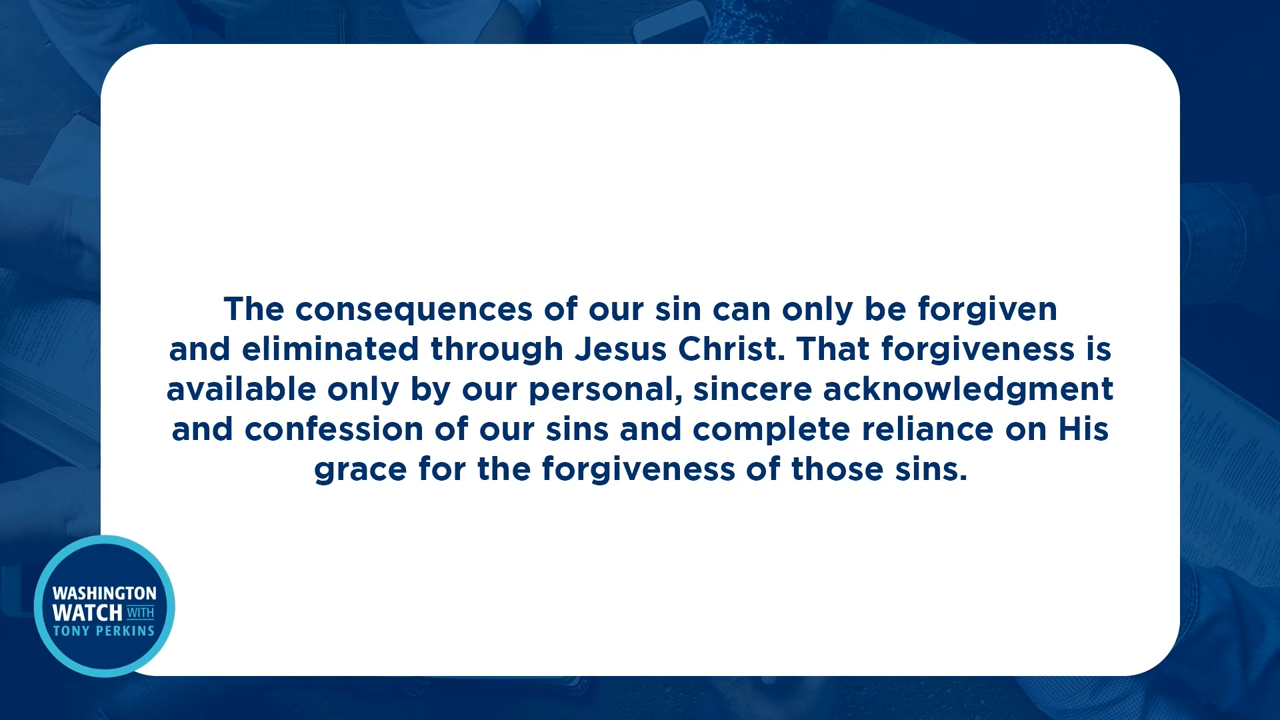 The consequences of our sin can only be forgiven
and eliminated through Jesus Christ. That forgiveness is
available only by our personal, sincere acknowledgment
and confession of our sins and complete reliance on His
grace for the forgiveness of those sins.
WASHINGTON
WATCH WITH
TONY PERKINS